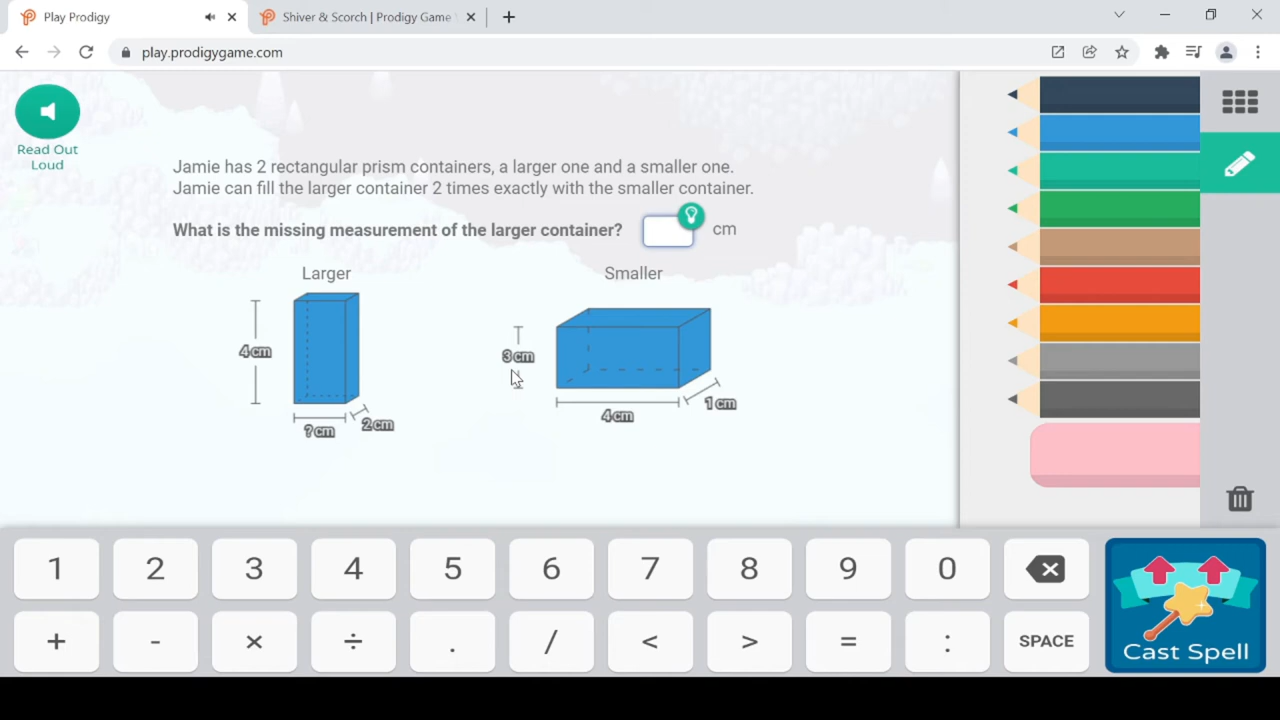 Play Prodigy
Shiver & Scorch | Prodigy Game
play.prodigygame.com
Read Out
Loud
Jamie has 2 rectangular prism containers, a larger one and a smaller one.
Jamie can fill the larger container 2 times exactly with the smaller container.
What is the missing measurement of the larger container? cm
Larger
Smaller
4 cm
? cm
2 cm
3 cm
4 cm
1 cm
1 2 3 4 5 6 7 8 9 0
+ - × ÷ . / < > = : SPACE
Cast Spell